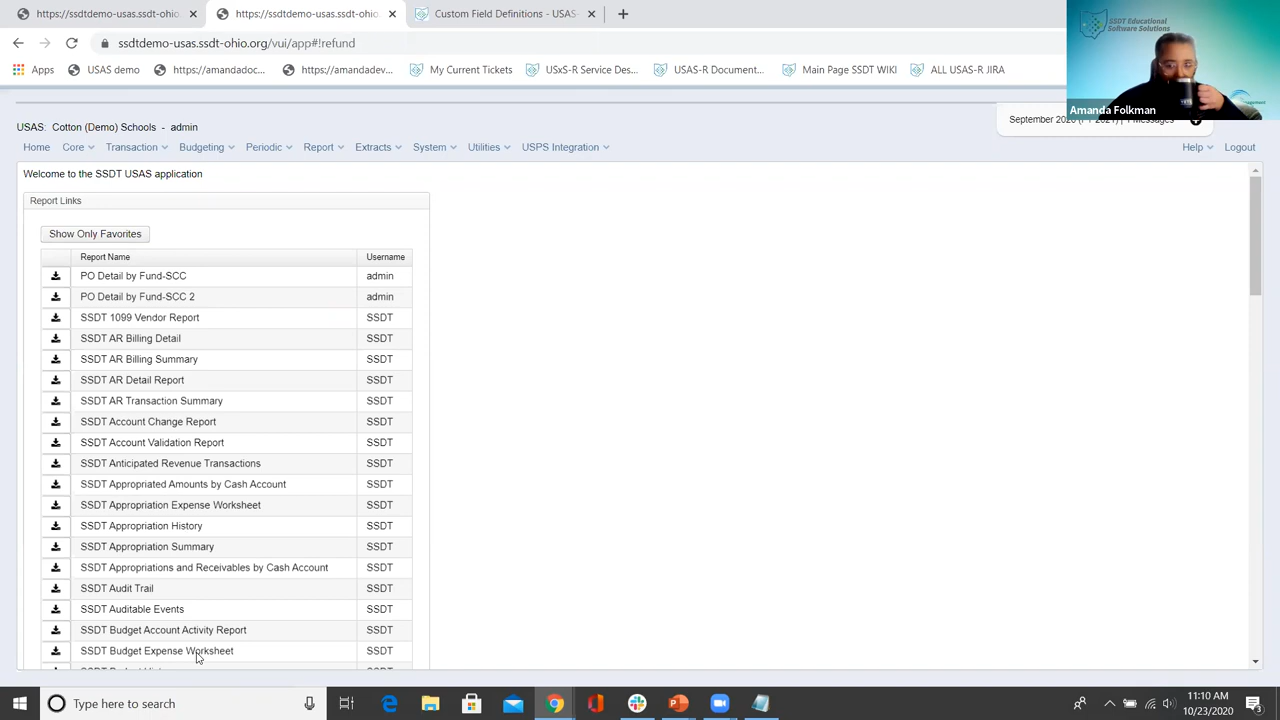 https://ssdtdemo-usas.ssdt-ohio.org
https://ssdtdemo-usas.ssdt-ohio
Custom Field Definitions - USAS-
ssdtdemo-usas.ssdt-ohio.org/vui/app#!refund
Apps
USAS demo
https://amandadoc...
https://amandadev...
My Current Tickets
USxS-R Service Des...
USAS-R Document...
Main Page SSDT WIKI
ALL USAS-R JIRA
SSDT Educational
Software Solutions
Amanda Folkman
USAS: Cotton (Demo) Schools - admin
Home Core Transaction Budgeting Periodic Report Extracts System Utilities USPS Integration Help Logout
Welcome to the SSDT USAS application
Report Links
Show Only Favorites
Report Name Username
PO Detail by Fund-SCC admin
PO Detail by Fund-SCC 2 admin
SSDT 1099 Vendor Report SSDT
SSDT AR Billing Detail SSDT
SSDT AR Billing Summary SSDT
SSDT AR Detail Report SSDT
SSDT AR Transaction Summary SSDT
SSDT Account Change Report SSDT
SSDT Account Validation Report SSDT
SSDT Anticipated Revenue Transactions SSDT
SSDT Appropriated Amounts by Cash Account SSDT
SSDT Appropriation Expense Worksheet SSDT
SSDT Appropriation History SSDT
SSDT Appropriation Summary SSDT
SSDT Appropriations and Receivables by Cash Account SSDT
SSDT Audit Trail SSDT
SSDT Auditable Events SSDT
SSDT Budget Account Activity Report SSDT
SSDT Budget Expense Worksheet SSDT
Type here to search
11:10 AM
10/23/2020
3